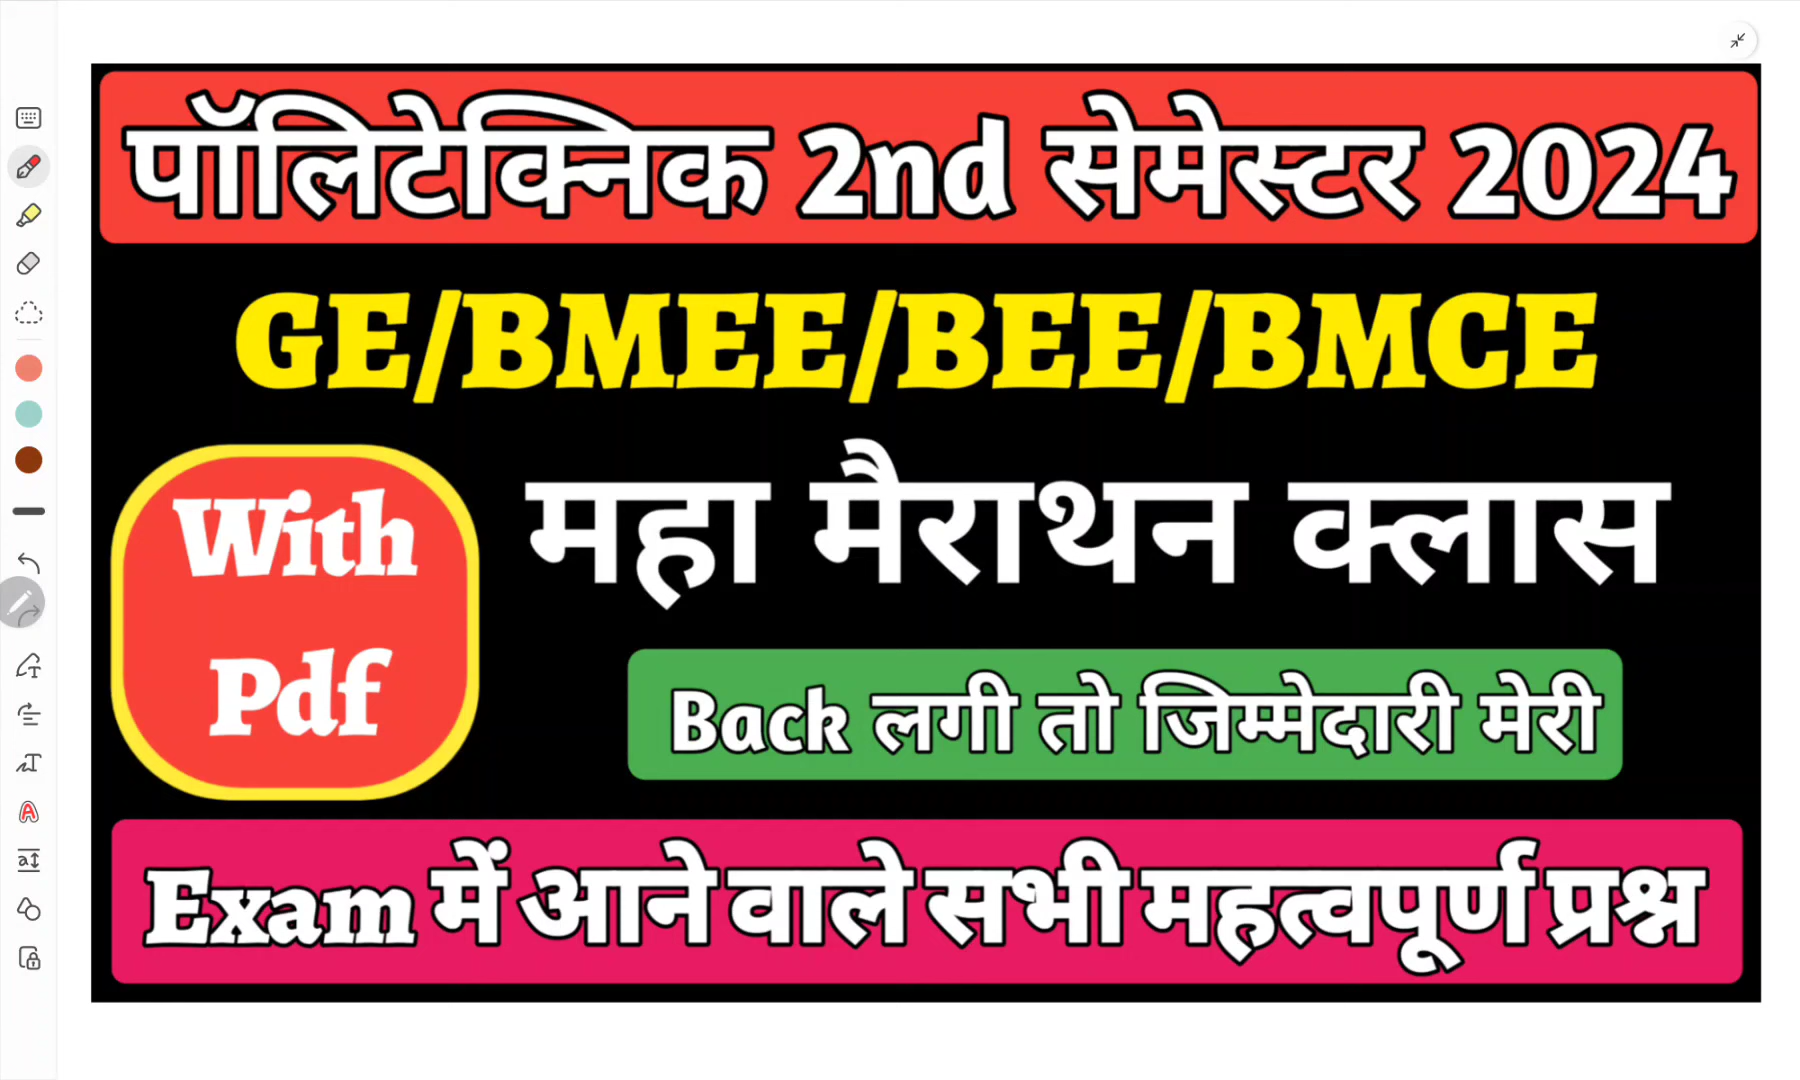 पॉलिटेक्निक 2nd सेमेस्टर 2024
GE/BMEE/BEE/BMCE
With
Pdf
महा मैराथन क्लास
Back लगी तो जिम्मेदारी मेरी
Exam में आने वाले सभी महत्वपूर्ण प्रश्न